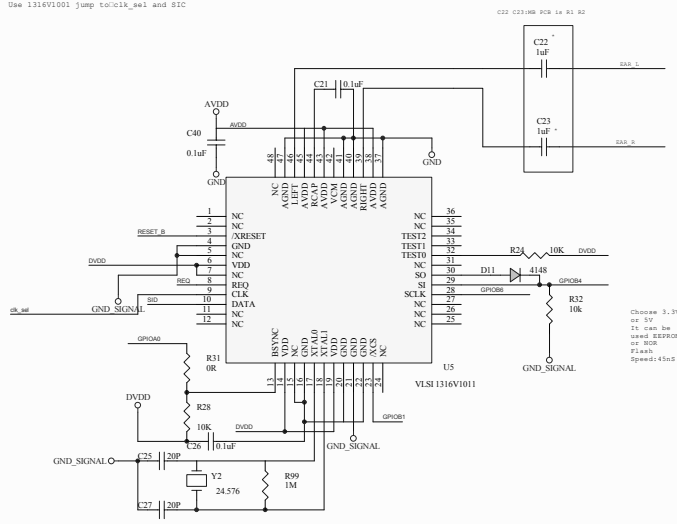 Use 1316V1001 jump to□clk_sel and SIC
C22 C23:MB PCB is R1 R2
C22
1uF
EAR_L
C21
0.1uF
AVDD
AVDD
C40
0.1uF
GND
GND
C23
1uF
EAR_R
48 47 46 45 44 43 42 41 40 39 38 37
NC AGND LEFT AVDD RCAP AVDD VCM AGND AGND RIGHT AVDD AGND
1 NC
2 NC
RESET_B 3 /XRESET
4 GND
5 NC
DVDD 6 VDD
7 NC
REQ 8 REQ
clk_sel GND_SIGNAL 9 CLK
SID 10 DATA
11 NC
12 NC
NC 36
NC 35
TEST2 34
TEST1 33
TEST0 32 R24 10K DVDD
NC 31
SO 30 D11 4148
SI 29 GPIOB4
SCLK 28 GPIOB6
NC 27
NC 26
NC 25
R32
10k
GND_SIGNAL
Choose 3.3V
or 5V
It can be
used EEPROM
or NOR
Flash
Speed:45nS
GPIOA0
R31
0R
BSYNC VDD NC GND XTAL0 XTAL1 VDD GND GND GND /XCS NC
13 14 15 16 17 18 19 20 21 22 23 24
U5
VLSI 1316V1011
DVDD
R28
10K
DVDD
GPIOB1
C26
0.1uF
GND_SIGNAL
GND_SIGNAL
C25
20P
Y2
24.576
R99
1M
C27
20P